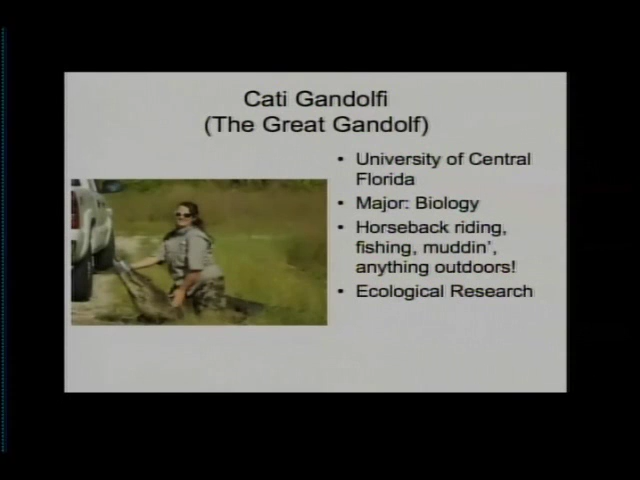 Cati Gandolfi
(The Great Gandolf)
• University of Central
Florida
• Major: Biology
• Horseback riding,
fishing, muddin',
anything outdoors!
• Ecological Research